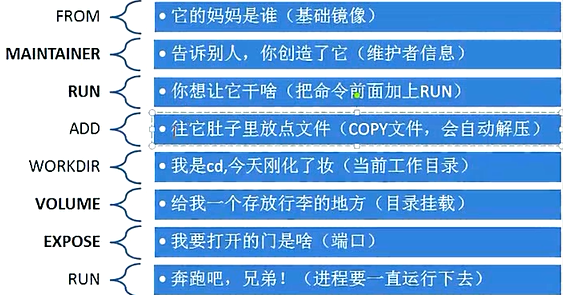 FROM • 它的妈妈是谁（基础镜像）
MAINTAINER • 告诉别人，你创造了它（维护者信息）
RUN • 你想让它干啥（把命令前面加上RUN）
ADD • 往它肚子里放点文件（COPY文件，会自动解压）
WORKDIR • 我是cd,今天刚化了妆（当前工作目录）
VOLUME • 给我一个存放行李的地方（目录挂载）
EXPOSE • 我要打开的门是啥（端口）
RUN • 奔跑吧，兄弟！（进程要一直运行下去）